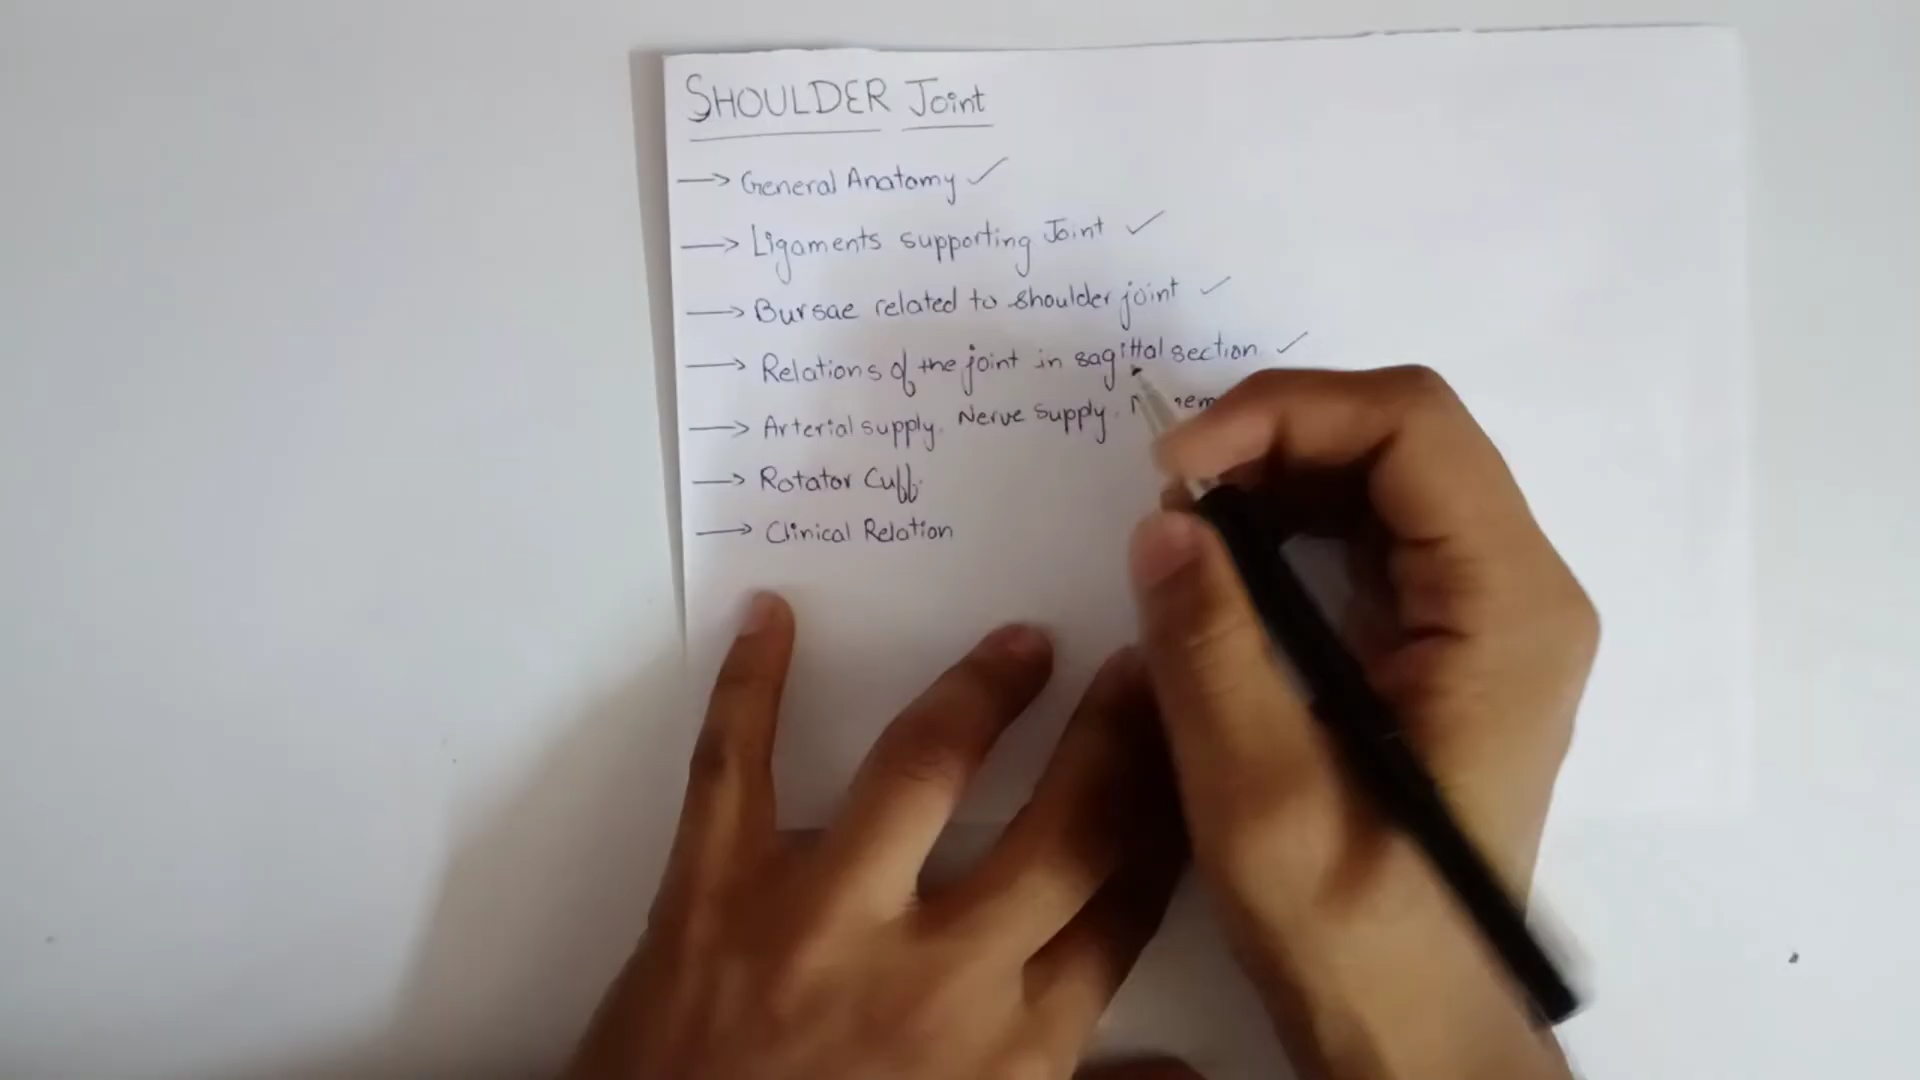 SHOULDER Joint
→ General Anatomy ✓
→ Ligaments supporting Joint ✓
→ Bursae related to shoulder joint ✓
→ Relations of the joint in sagittal section. ✓
→ Arterial supply. Nerve supply.
→ Rotator Cuff.
→ Clinical Relation